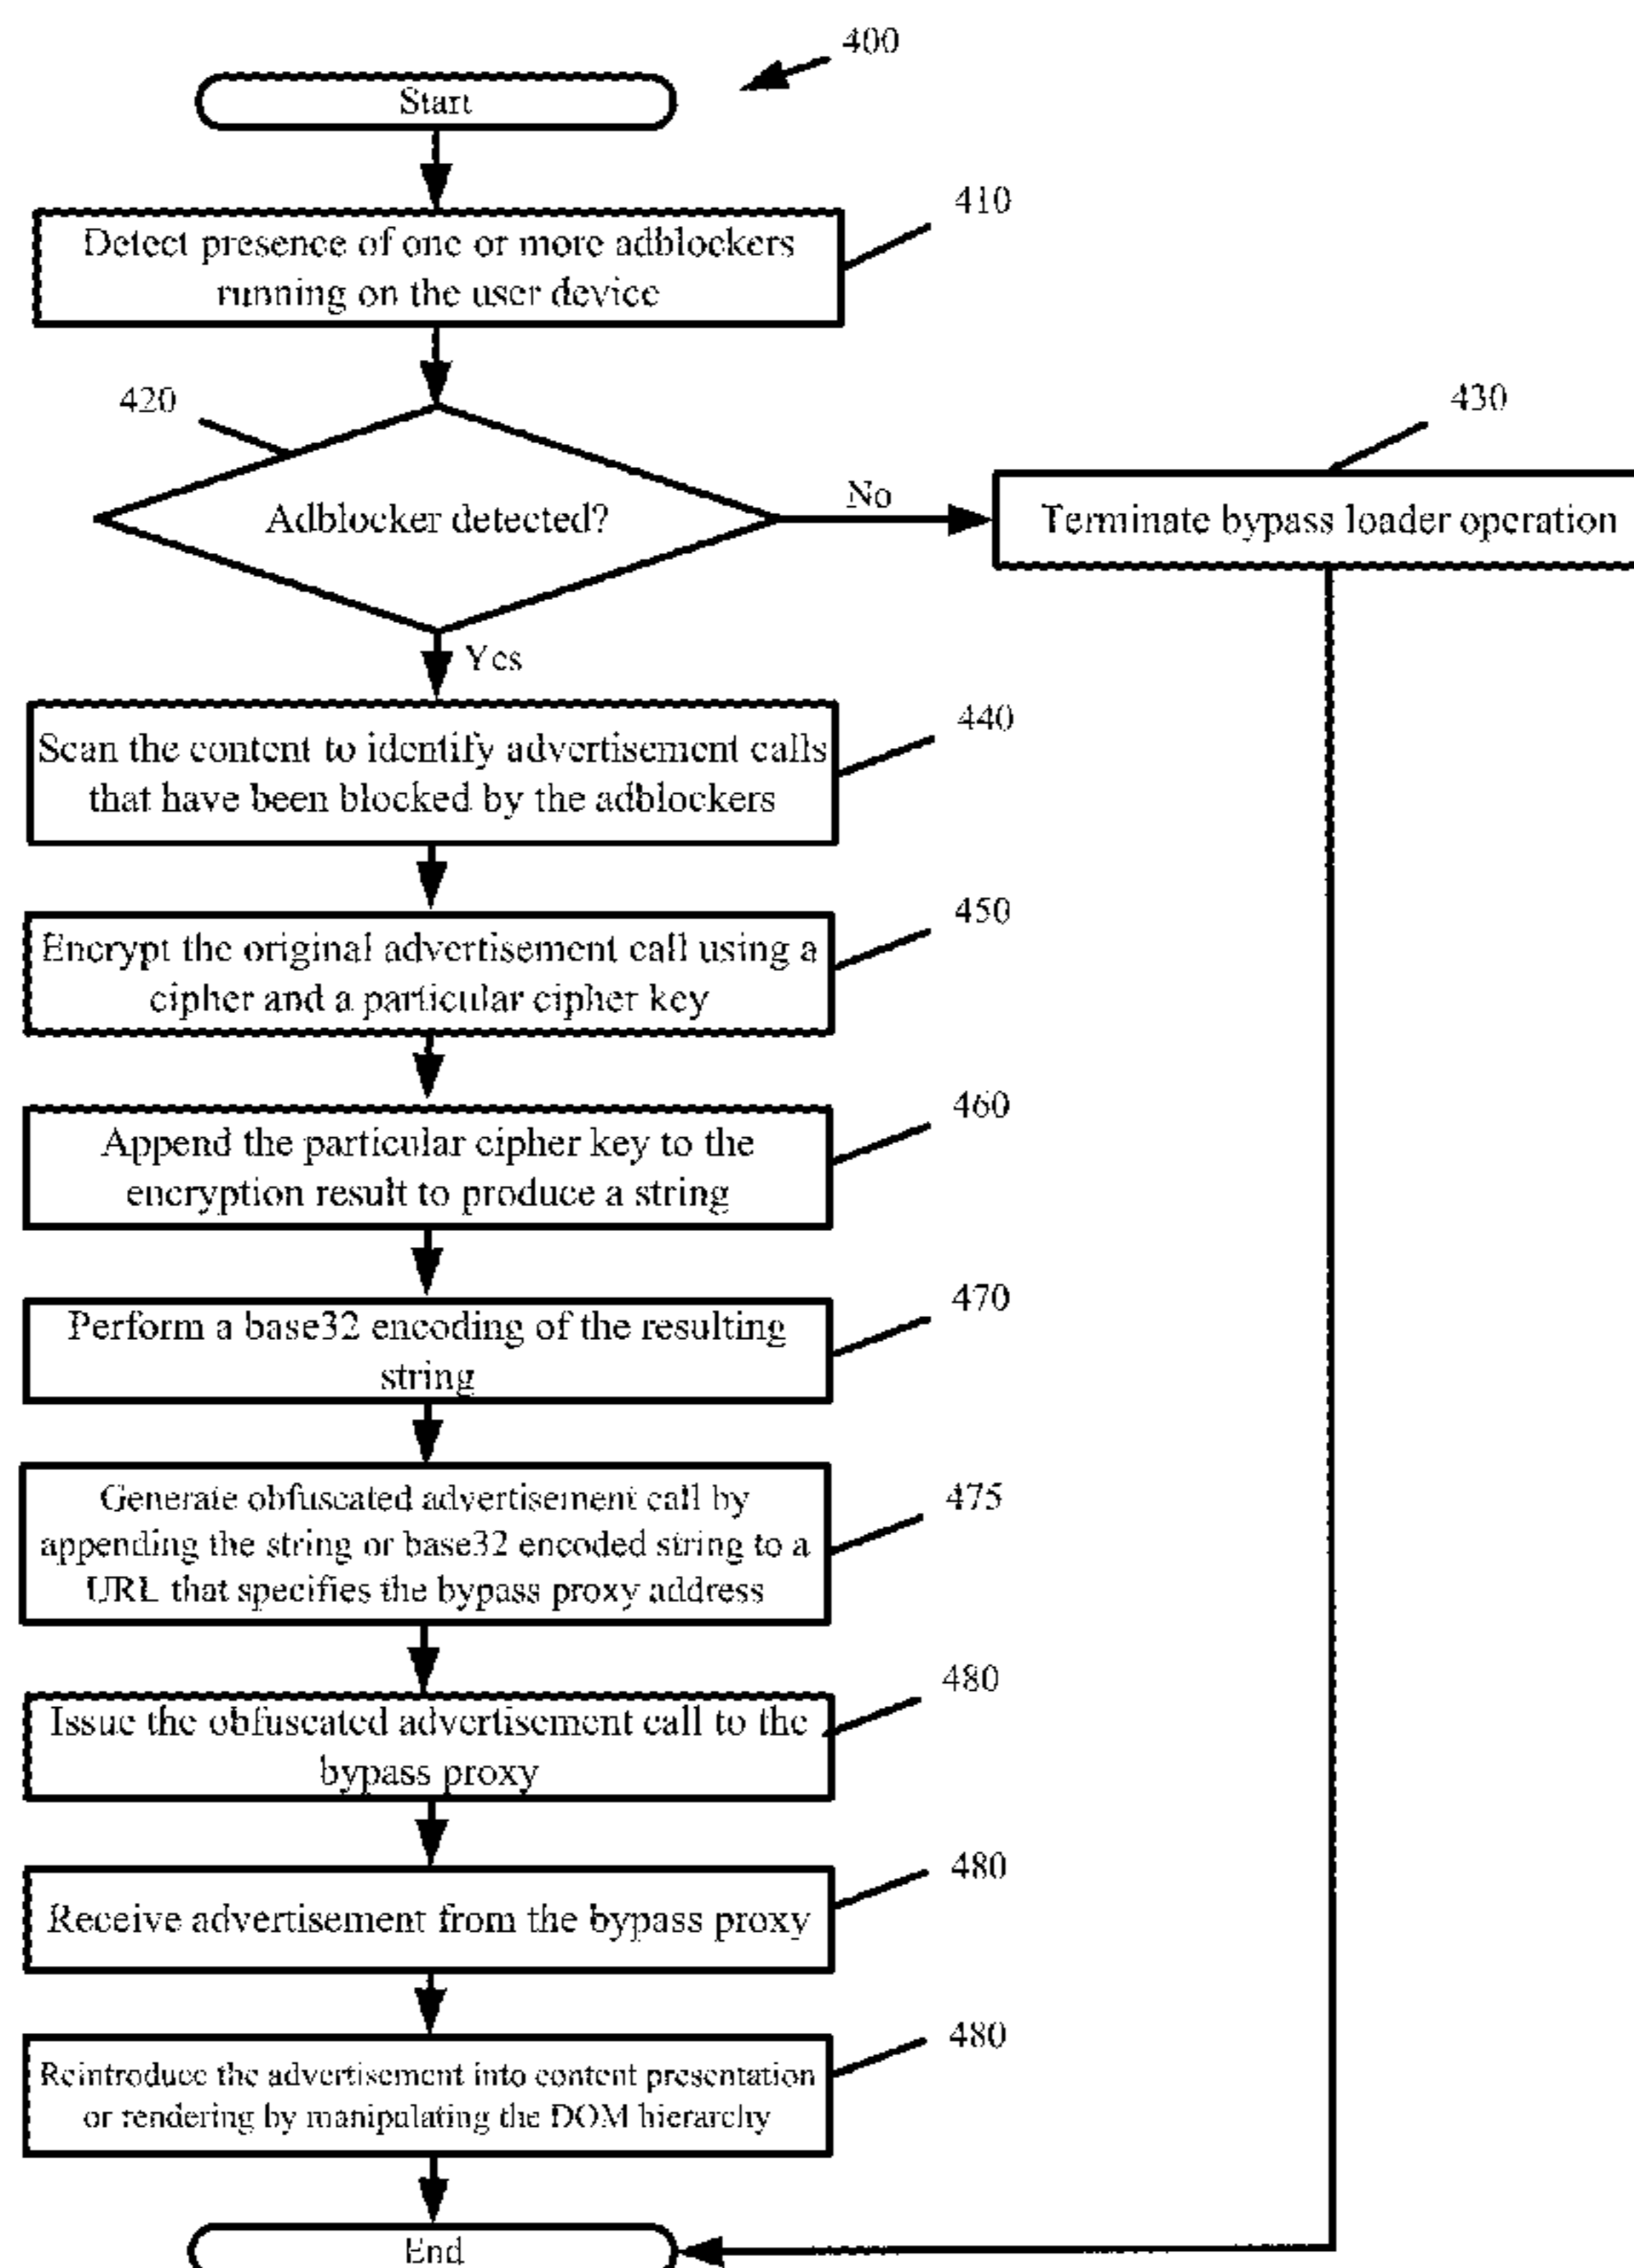 400
Start
410
Detect presence of one or more adblockers
running on the user device
420
430
Adblocker detected?
No
Terminate bypass loader operation
Yes
440
Scan the content to identify advertisement calls
that have been blocked by the adblockers
450
Encrypt the original advertisement call using a
cipher and a particular cipher key
460
Append the particular cipher key to the
encryption result to produce a string
470
Perform a base32 encoding of the resulting
string
475
Generate obfuscated advertisement call by
appending the string or base32 encoded string to a
URL that specifies the bypass proxy address
480
Issue the obfuscated advertisement call to the
bypass proxy
480
Receive advertisement from the bypass proxy
480
Reintroduce the advertisement into content presentation
or rendering by manipulating the DOM hierarchy
End